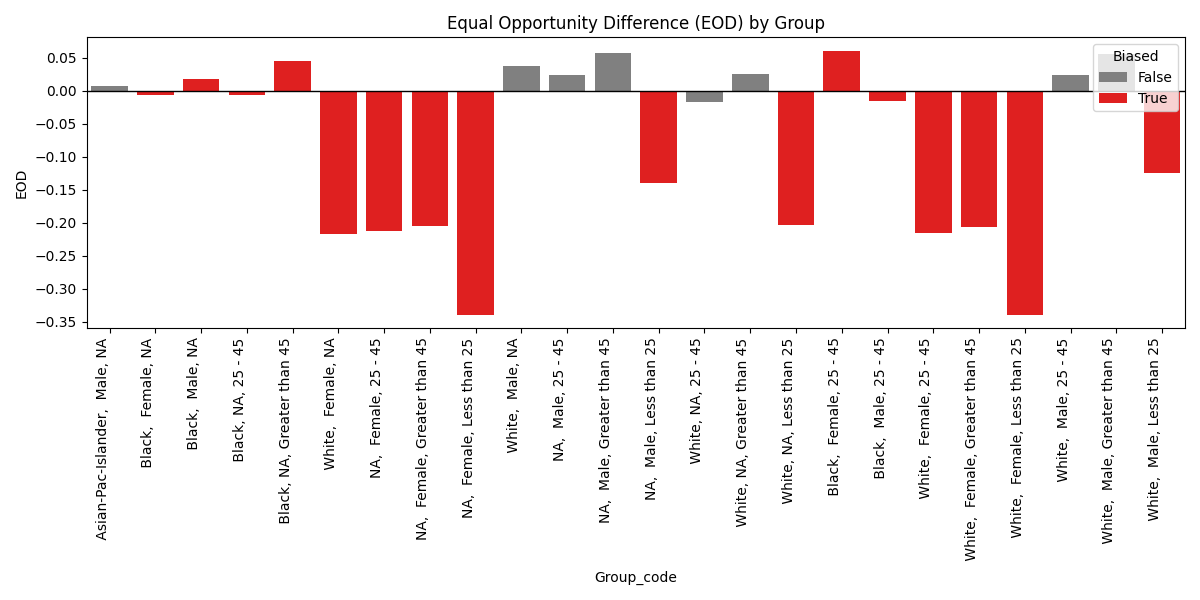 Equal Opportunity Difference (EOD) by Group
Biased
False
True
0.05
0.00
−0.05
−0.10
−0.15
−0.20
−0.25
−0.30
−0.35
EOD
Asian-Pac-Islander,  Male, NA
Black,  Female, NA
Black,  Male, NA
Black, NA, 25 - 45
Black, NA, Greater than 45
White,  Female, NA
NA,  Female, 25 - 45
NA,  Female, Greater than 45
NA,  Female, Less than 25
White,  Male, NA
NA,  Male, 25 - 45
NA,  Male, Greater than 45
NA,  Male, Less than 25
White, NA, 25 - 45
White, NA, Greater than 45
White, NA, Less than 25
Black,  Female, 25 - 45
Black,  Male, 25 - 45
White,  Female, 25 - 45
White,  Female, Greater than 45
White,  Female, Less than 25
White,  Male, 25 - 45
White,  Male, Greater than 45
White,  Male, Less than 25
Group_code